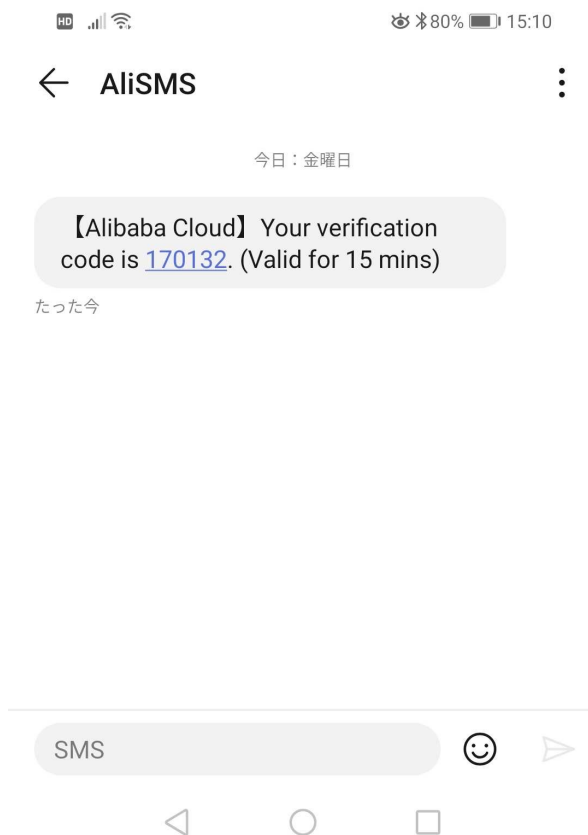 HD 80% 15:10
AliSMS
今日：金曜日
【Alibaba Cloud】Your verification
code is 170132. (Valid for 15 mins)
たった今
SMS